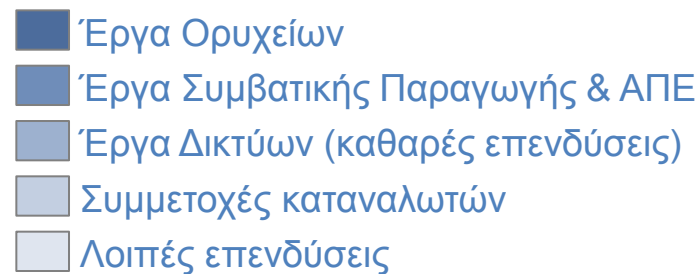 Έργα Ορυχείων
Έργα Συμβατικής Παραγωγής & ΑΠΕ
Έργα Δικτύων (καθαρές επενδύσεις)
Συμμετοχές καταναλωτών
Λοιπές επενδύσεις